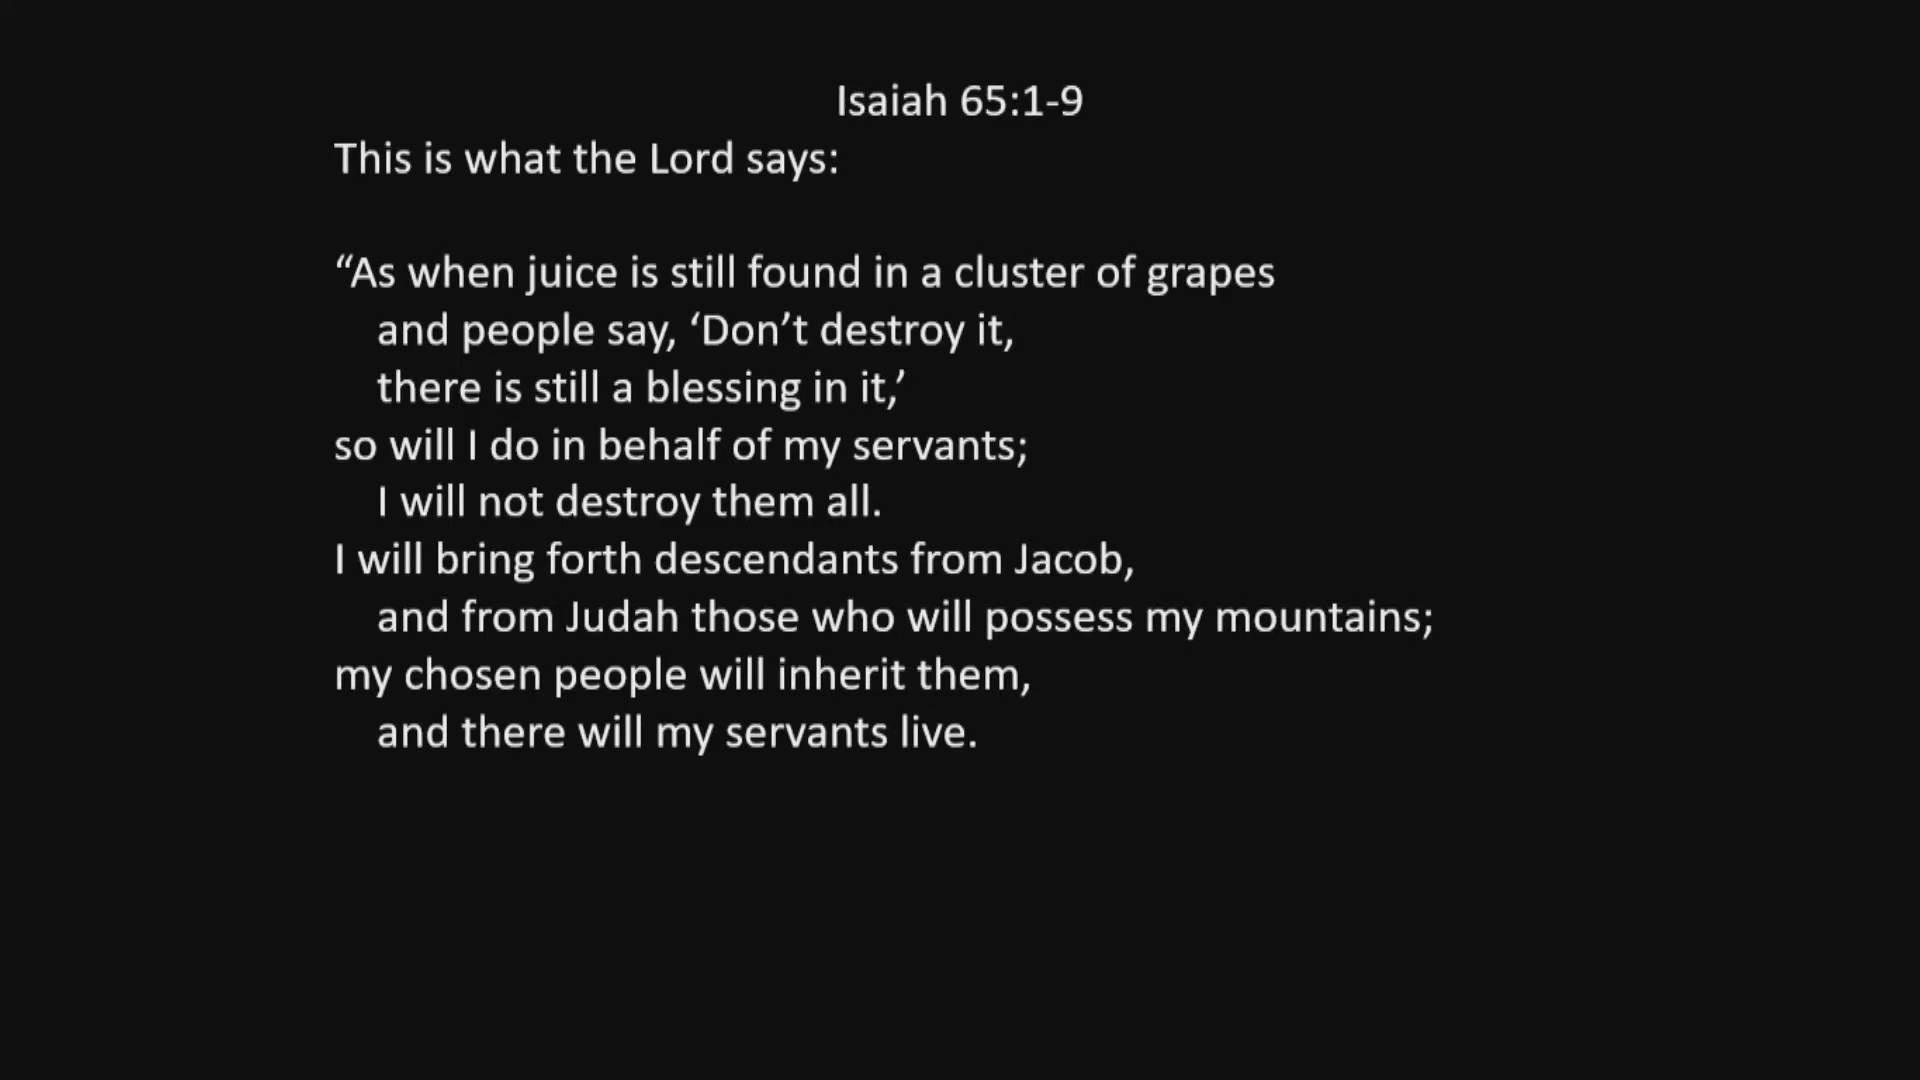 Isaiah 65:1-9
This is what the Lord says:
“As when juice is still found in a cluster of grapes
and people say, ‘Don’t destroy it,
there is still a blessing in it,’
so will I do in behalf of my servants;
I will not destroy them all.
I will bring forth descendants from Jacob,
and from Judah those who will possess my mountains;
my chosen people will inherit them,
and there will my servants live.